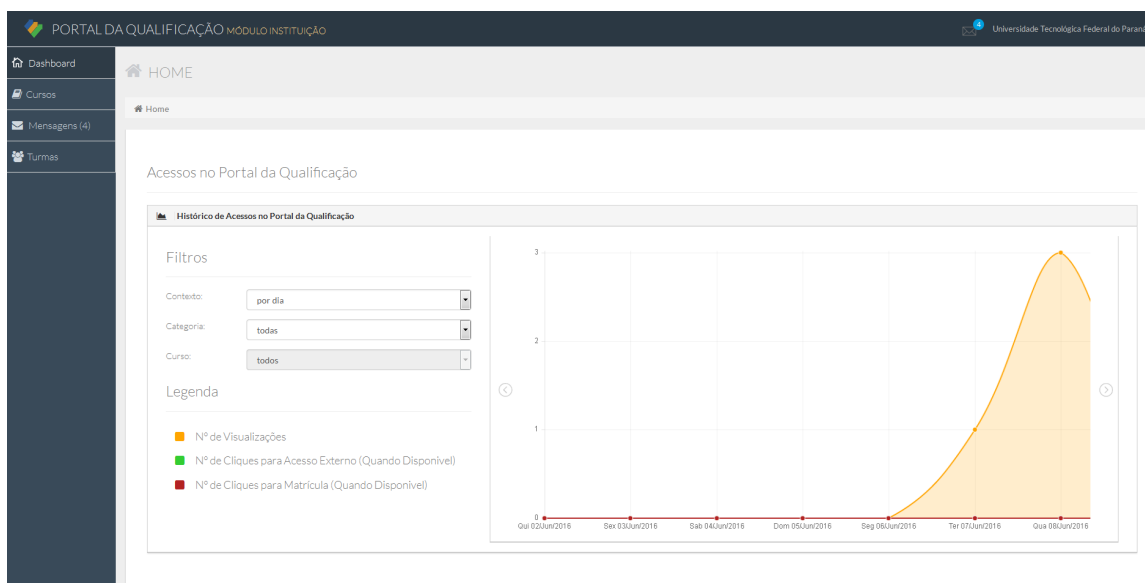 PORTAL DA QUALIFICAÇÃO MÓDULO INSTITUIÇÃO
4
Universidade Tecnológica Federal do Paraná
Dashboard
Cursos
Mensagens (4)
Turmas
HOME
Home
Acessos no Portal da Qualificação
Histórico de Acessos no Portal da Qualificação
Filtros
Contexto: por dia
Categoria: todas
Curso: todos
Legenda
Nº de Visualizações
Nº de Cliques para Acesso Externo (Quando Disponivel)
Nº de Cliques para Matrícula (Quando Disponivel)
3
2
1
0
Qui 02/Jun/2016 Sex 03/Jun/2016 Sab 04/Jun/2016 Dom 05/Jun/2016 Seg 06/Jun/2016 Ter 07/Jun/2016 Qua 08/Jun/2016